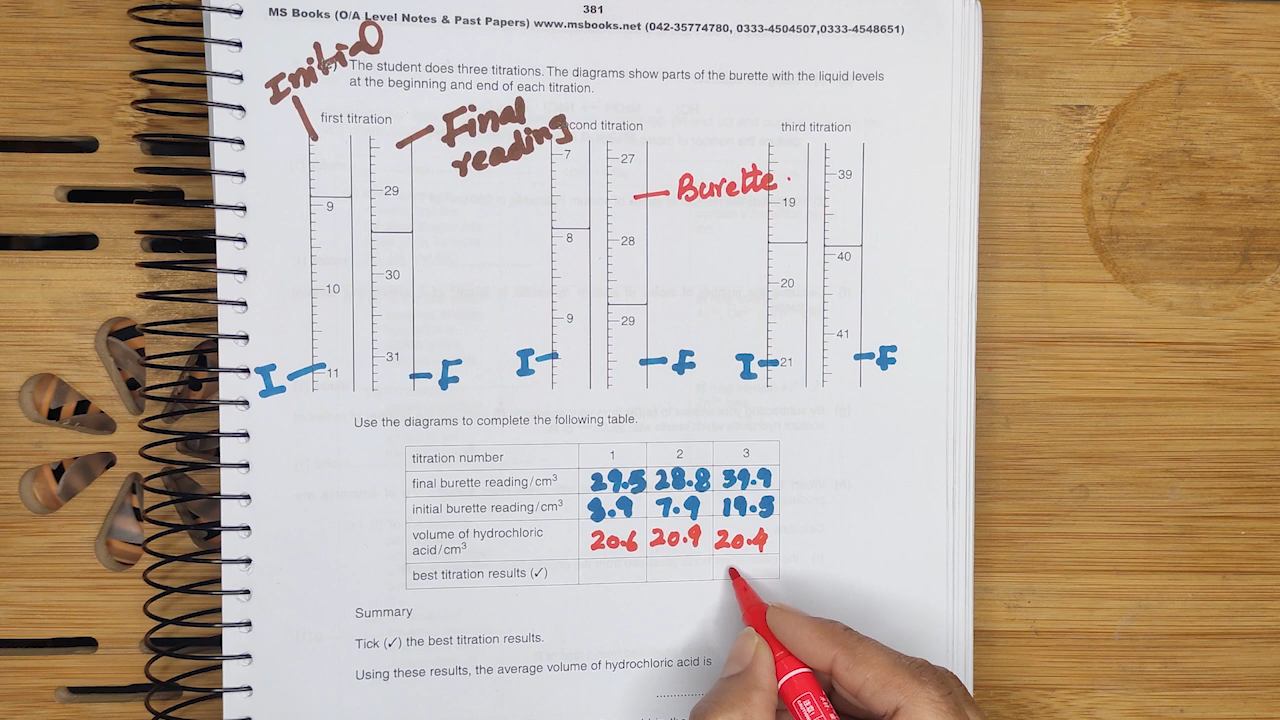 381
MS Books (O/A Level Notes & Past Papers) www.msbooks.net (042-35774780, 0333-4504507,0333-4548651)
Initial
The student does three titrations. The diagrams show parts of the burette with the liquid levels
at the beginning and end of each titration.
first titration
Final
reading
second titration
third titration
9
10
11
29
30
31
7
8
9
27
28
29
Burette.
19
20
21
39
40
41
I
F
I
F
I
F
Use the diagrams to complete the following table.
titration number 1 2 3
final burette reading/cm³ 29.5 28.8 39.9
initial burette reading/cm³ 8.9 7.9 19.5
volume of hydrochloric 20.6 20.9 20.4
acid/cm³
best titration results (✓)
Summary
Tick (✓) the best titration results.
Using these results, the average volume of hydrochloric acid is